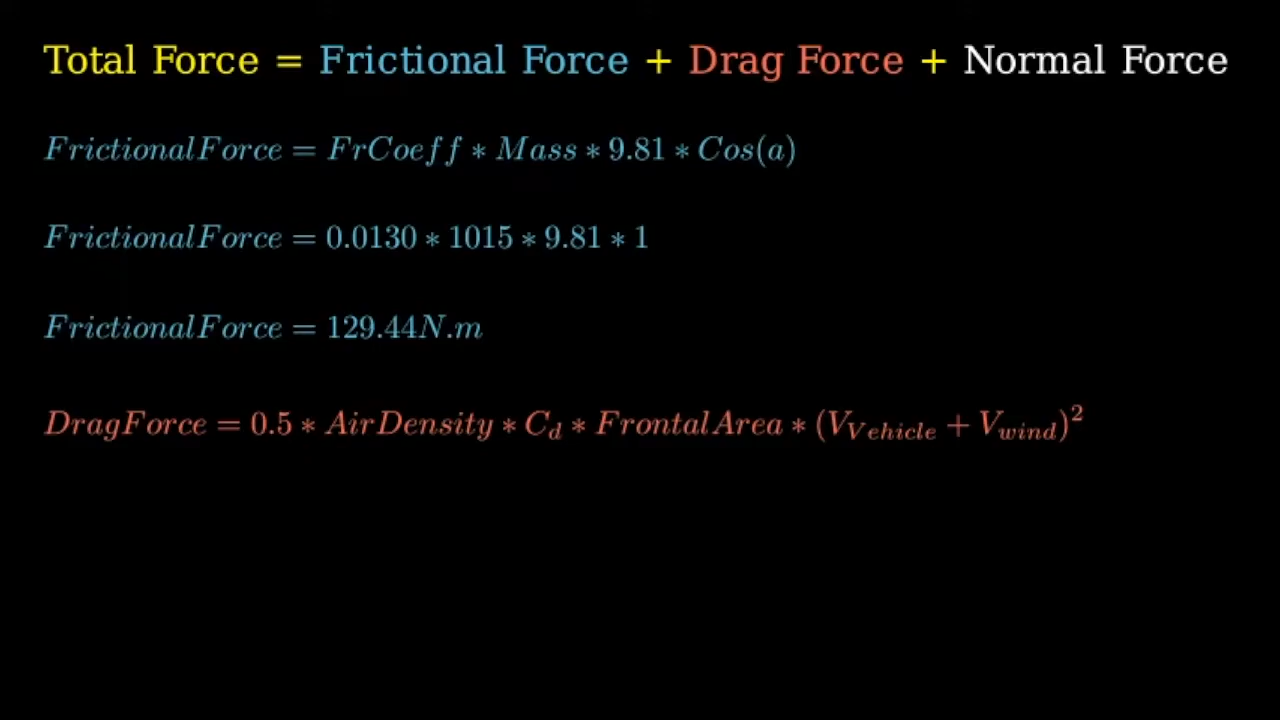 Total Force = Frictional Force + Drag Force + Normal Force
FrictionalForce = FrCoeff * Mass * 9.81 * Cos(a)
FrictionalForce = 0.0130 * 1015 * 9.81 * 1
FrictionalForce = 129.44N.m
DragForce = 0.5 * AirDensity * C_d * FrontalArea * (V_Vehicle + V_wind)^2